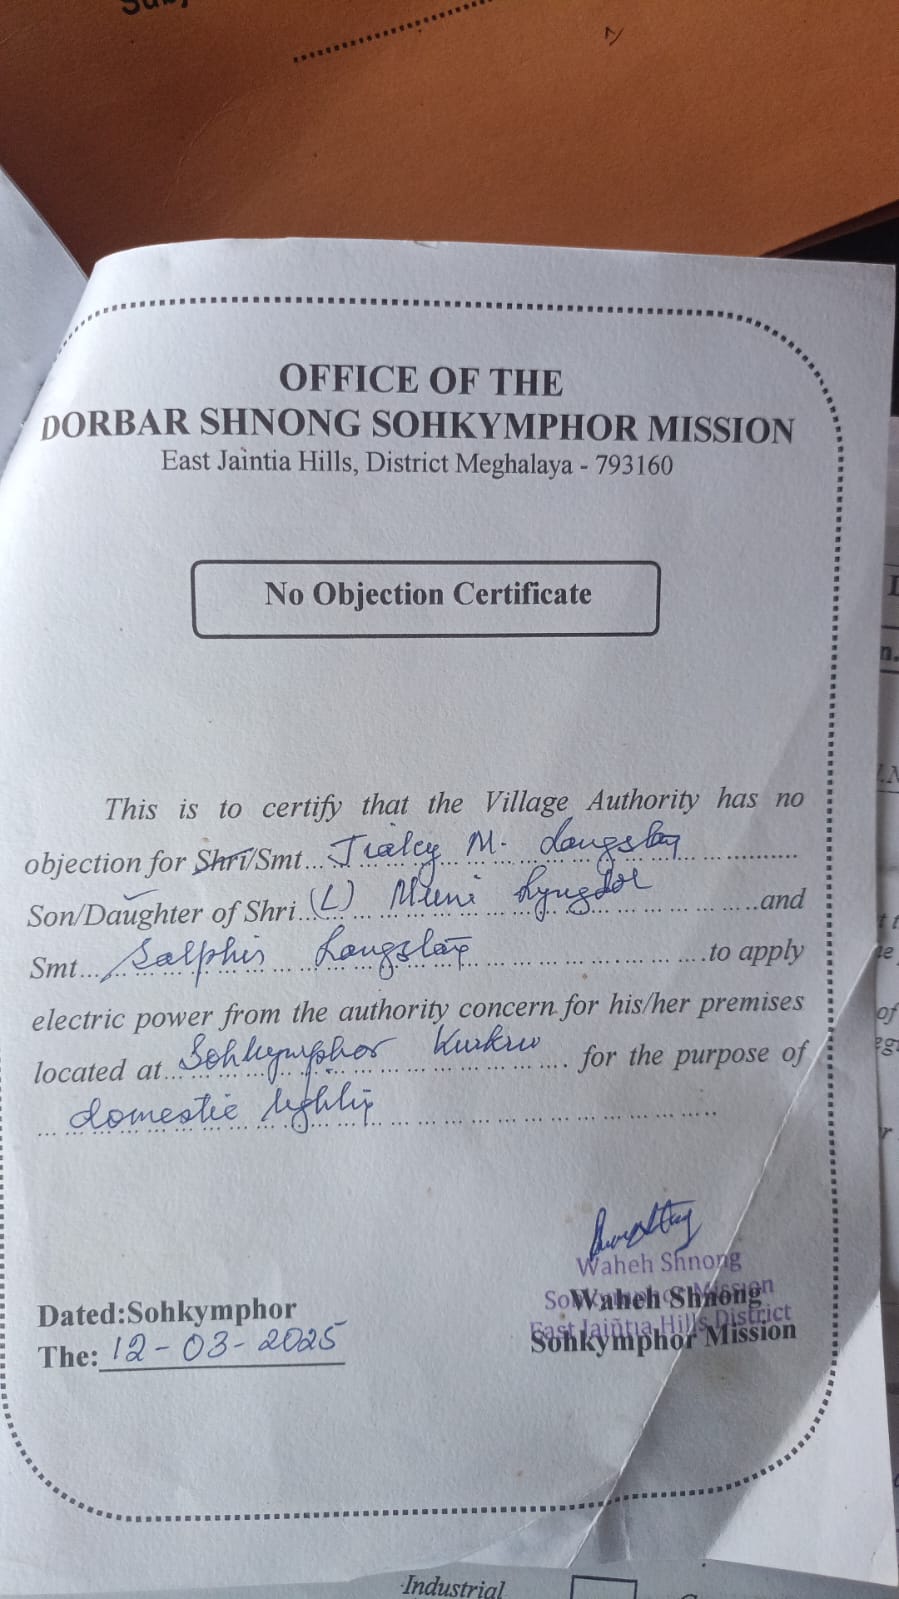 OFFICE OF THE
DORBAR SHNONG SOHKYMPHOR MISSION
East Jaintia Hills, District Meghalaya - 793160
No Objection Certificate
This is to certify that the Village Authority has no
objection for Shri/Smt... M. Langstang
Son/Daughter of Shri...(L) Muni Lyngdoh...and
Smt... Salphis Langstang...to apply
electric power from the authority concern for his/her premises
located at...Sohkymphor...for the purpose of
domestic lighting
Waheh Shnong
Sohkymphor Mission
East Jaiñtia Hills District
Dated:Sohkymphor
The: 12-03-2025
Waheh Shnong
Sohkymphor Mission
Industrial